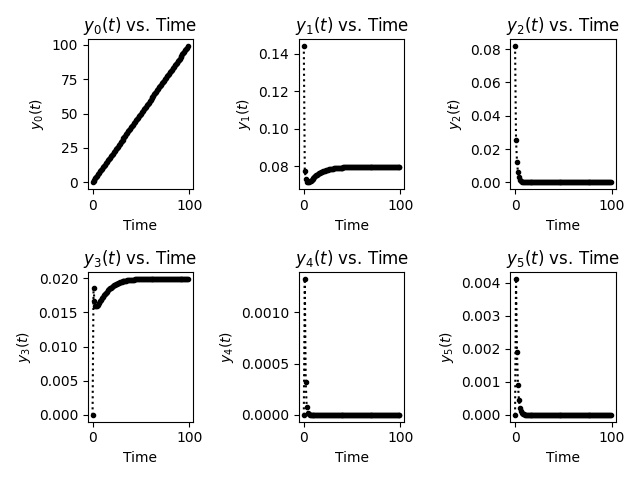 y₀(t) vs. Time
y₁(t) vs. Time
y₂(t) vs. Time
100
75
50
25
0
y₀(t)
0
100
Time
0.14
0.12
0.10
0.08
y₁(t)
0
100
Time
0.08
0.06
0.04
0.02
0.00
y₂(t)
0
100
Time
y₃(t) vs. Time
y₄(t) vs. Time
y₅(t) vs. Time
0.020
0.015
0.010
0.005
0.000
y₃(t)
0
100
Time
0.0010
0.0005
0.0000
y₄(t)
0
100
Time
0.004
0.003
0.002
0.001
0.000
y₅(t)
0
100
Time